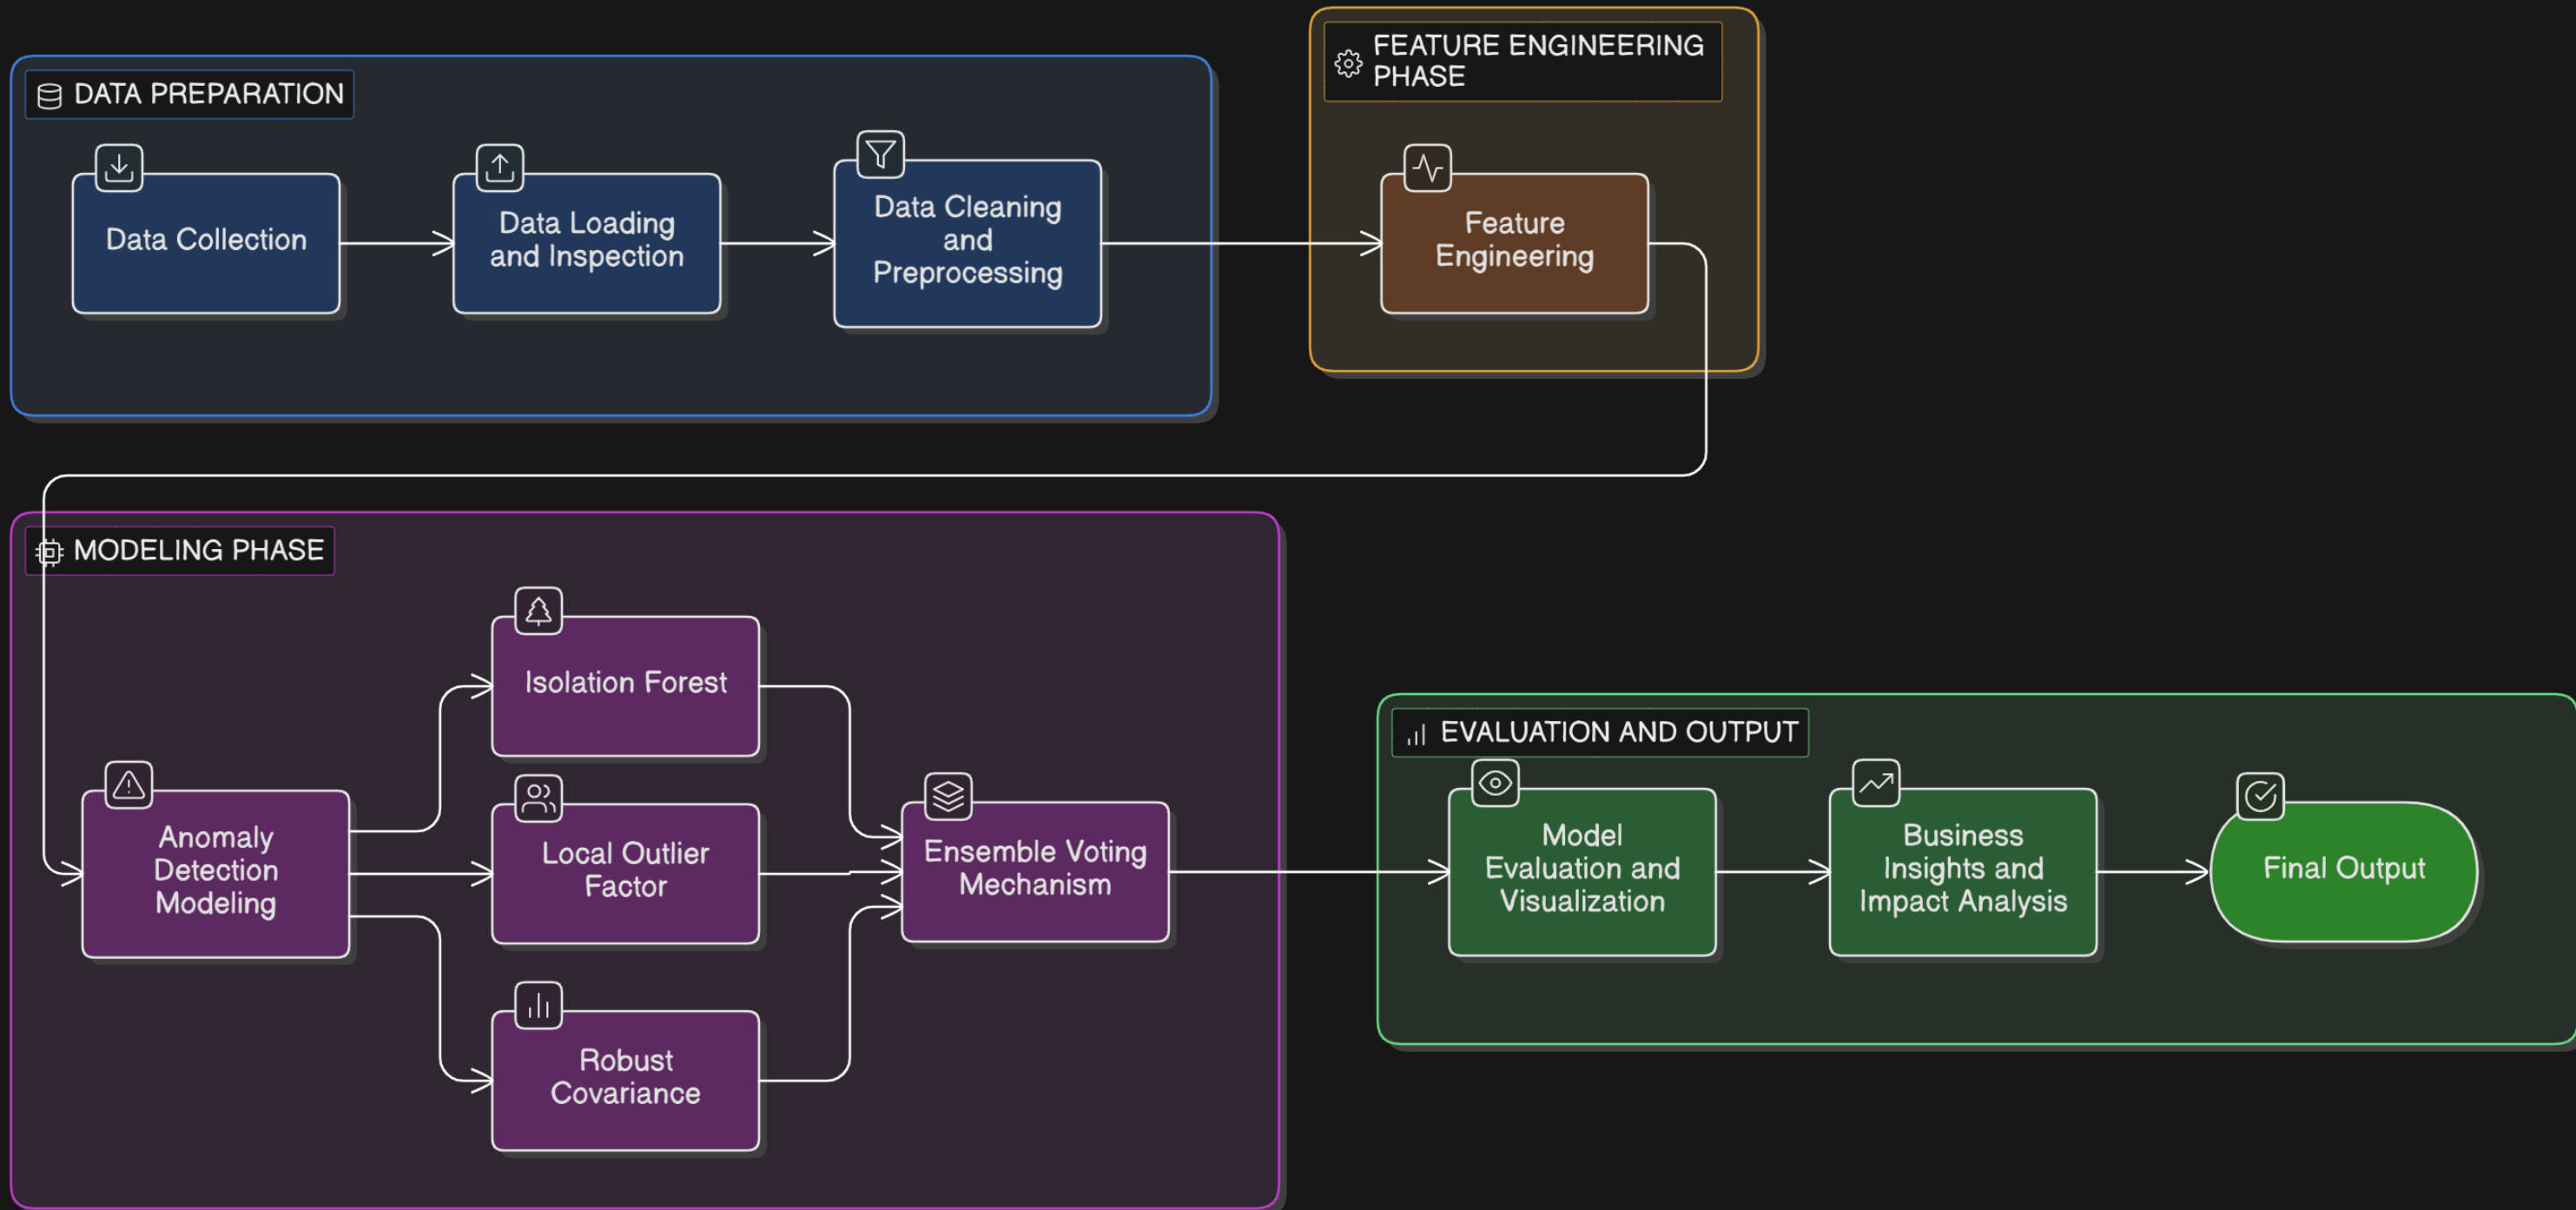 DATA PREPARATION
Data Collection
Data Loading
and Inspection
Data Cleaning
and
Preprocessing
FEATURE ENGINEERING
PHASE
Feature
Engineering
MODELING PHASE
Anomaly
Detection
Modeling
Isolation Forest
Local Outlier
Factor
Robust
Covariance
Ensemble Voting
Mechanism
EVALUATION AND OUTPUT
Model
Evaluation and
Visualization
Business
Insights and
Impact Analysis
Final Output